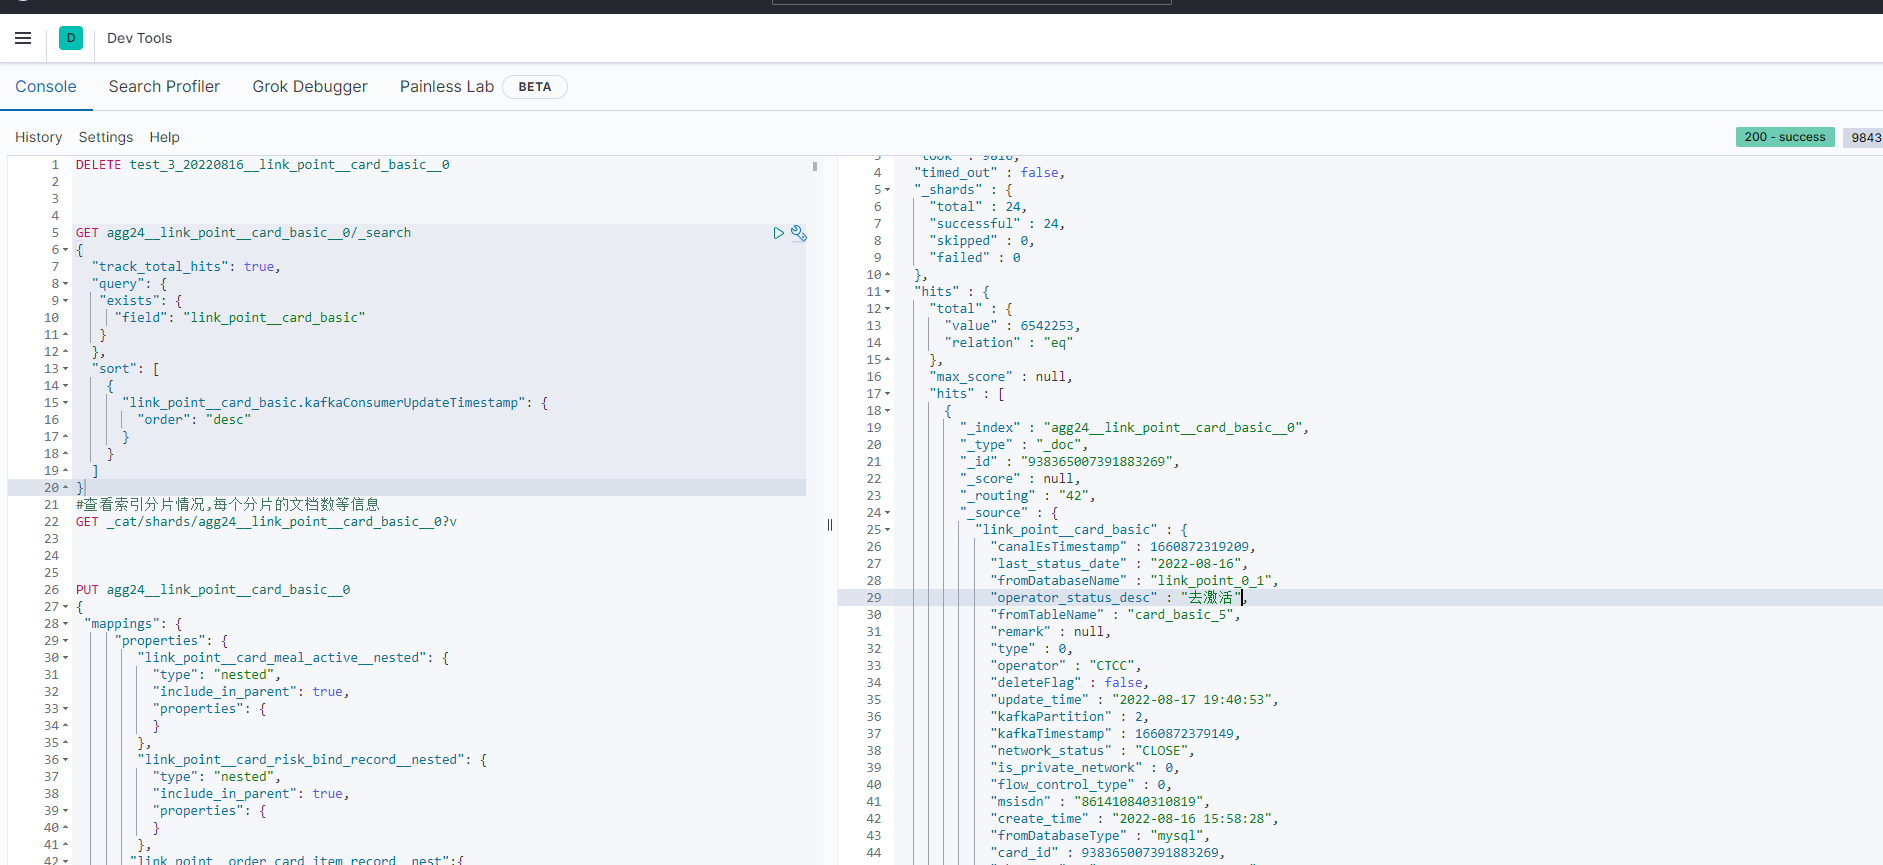 D
Dev Tools
Console
Search Profiler
Grok Debugger
Painless Lab
BETA
History
Settings
Help
200 - success
9843
1 DELETE test_3_20220816__link_point__card_basic__0
2
3
4
5 GET agg24__link_point__card_basic__0/_search
6 {
7 "track_total_hits": true,
8 "query": {
9 "exists": {
10 "field": "link_point__card_basic"
11 }
12 },
13 "sort": [
14 {
15 "link_point__card_basic.kafkaConsumerUpdateTimestamp": {
16 "order": "desc"
17 }
18 }
19 ]
20 }
21 #查看索引分片情况,每个分片的文档数等信息
22 GET _cat/shards/agg24__link_point__card_basic__0?v
23
24
25
26 PUT agg24__link_point__card_basic__0
27 {
28 "mappings": {
29 "properties": {
30 "link_point__card_meal_active__nested": {
31 "type": "nested",
32 "include_in_parent": true,
33 "properties": {
34 }
35 },
36 "link_point__card_risk_bind_record__nested": {
37 "type": "nested",
38 "include_in_parent": true,
39 "properties": {
40 }
41 },
42 "link_point__order_card_item_record__nest":{
3 "took" : 9810,
4 "timed_out" : false,
5 "_shards" : {
6 "total" : 24,
7 "successful" : 24,
8 "skipped" : 0,
9 "failed" : 0
10 },
11 "hits" : {
12 "total" : {
13 "value" : 6542253,
14 "relation" : "eq"
15 },
16 "max_score" : null,
17 "hits" : [
18 {
19 "_index" : "agg24__link_point__card_basic__0",
20 "_type" : "_doc",
21 "_id" : "938365007391883269",
22 "_score" : null,
23 "_routing" : "42",
24 "_source" : {
25 "link_point__card_basic" : {
26 "canalEsTimestamp" : 1660872319209,
27 "last_status_date" : "2022-08-16",
28 "fromDatabaseName" : "link_point_0_1",
29 "operator_status_desc" : "去激活",
30 "fromTableName" : "card_basic_5",
31 "remark" : null,
32 "type" : 0,
33 "operator" : "CTCC",
34 "deleteFlag" : false,
35 "update_time" : "2022-08-17 19:40:53",
36 "kafkaPartition" : 2,
37 "kafkaTimestamp" : 1660872379149,
38 "network_status" : "CLOSE",
39 "is_private_network" : 0,
40 "flow_control_type" : 0,
41 "msisdn" : "861410840310819",
42 "create_time" : "2022-08-16 15:58:28",
43 "fromDatabaseType" : "mysql",
44 "card_id" : 938365007391883269,